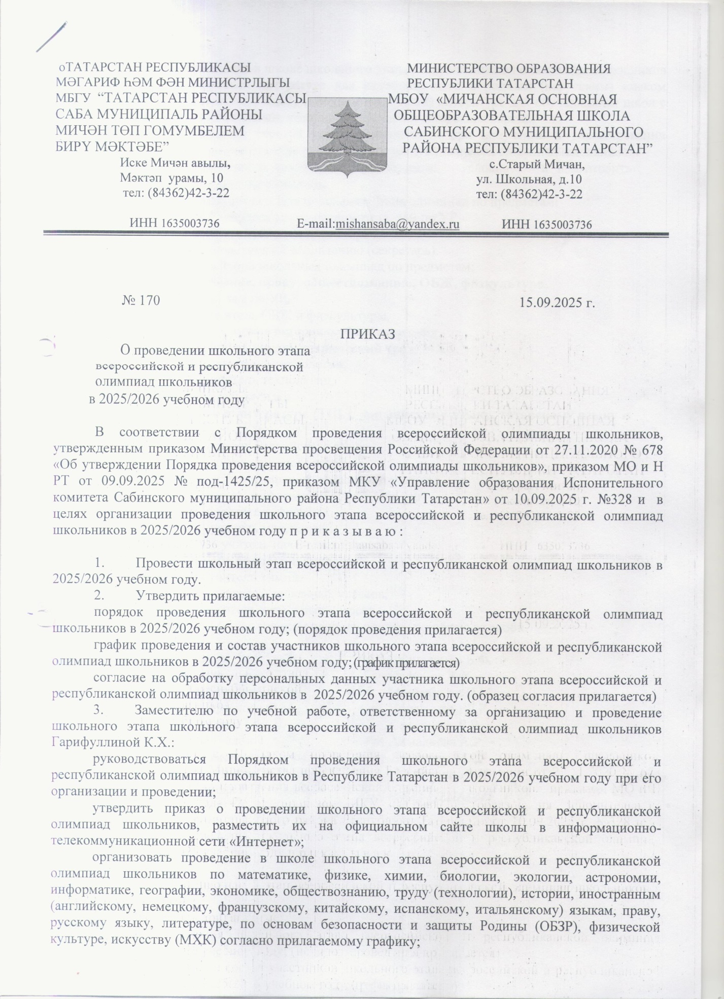 оТАТАРСТАН РЕСПУБЛИКАСЫ
МӘГАРИФ ҺӘМ ФӘН МИНИСТРЛЫГЫ
МБГУ “ТАТАРСТАН РЕСПУБЛИКАСЫ
САБА МУНИЦИПАЛЬ РАЙОНЫ
МИЧӘН ТӨП ГОМУМБЕЛЕМ
БИРҮ МӘКТӘБЕ”
Иске Мичән авылы,
Мәктәп урамы, 10
тел: (84362)42-3-22
МИНИСТЕРСТВО ОБРАЗОВАНИЯ
РЕСПУБЛИКИ ТАТАРСТАН
МБОУ «МИЧАНСКАЯ ОСНОВНАЯ
ОБЩЕОБРАЗОВАТЕЛЬНАЯ ШКОЛА
САБИНСКОГО МУНИЦИПАЛЬНОГО
РАЙОНА РЕСПУБЛИКИ ТАТАРСТАН”
с.Старый Мичан,
ул. Школьная, д.10
тел: (84362)42-3-22
ИНН 1635003736 E-mail:mishansaba@yandex.ru ИНН 1635003736
№ 170 15.09.2025 г.
ПРИКАЗ
О проведении школьного этапа
всероссийской и республиканской
олимпиад школьников
в 2025/2026 учебном году
В соответствии с Порядком проведения всероссийской олимпиады школьников,
утвержденным приказом Министерства просвещения Российской Федерации от 27.11.2020 № 678
«Об утверждении Порядка проведения всероссийской олимпиады школьников», приказом МО и Н
РТ от 09.09.2025 № под-1425/25, приказом МКУ «Управление образования Испонительного
комитета Сабинского муниципального района Республики Татарстан» от 10.09.2025 г. №328 и в
целях организации проведения школьного этапа всероссийской и республиканской олимпиад
школьников в 2025/2026 учебном году п р и к а з ы в а ю :
1. Провести школьный этап всероссийской и республиканской олимпиад школьников в
2025/2026 учебном году.
2. Утвердить прилагаемые:
порядок проведения школьного этапа всероссийской и республиканской олимпиад
школьников в 2025/2026 учебном году; (порядок проведения прилагается)
график проведения и состав участников школьного этапа всероссийской и республиканской
олимпиад школьников в 2025/2026 учебном году; (график прилагается)
согласие на обработку персональных данных участника школьного этапа всероссийской и
республиканской олимпиад школьников в 2025/2026 учебном году. (образец согласия прилагается)
3. Заместителю по учебной работе, ответственному за организацию и проведение
школьного этапа школьного этапа всероссийской и республиканской олимпиад школьников
Гарифуллиной К.Х.:
руководствоваться Порядком проведения школьного этапа всероссийской и
республиканской олимпиад школьников в Республике Татарстан в 2025/2026 учебном году при его
организации и проведении;
утвердить приказ о проведении школьного этапа всероссийской и республиканской
олимпиад школьников, разместить их на официальном сайте школы в информационно-
телекоммуникационной сети «Интернет»;
организовать проведение в школе школьного этапа всероссийской и республиканской
олимпиад школьников по математике, физике, химии, биологии, экологии, астрономии,
информатике, географии, экономике, обществознанию, труду (технологии), истории, иностранным
(английскому, немецкому, французскому, китайскому, испанскому, итальянскому) языкам, праву,
русскому языку, литературе, по основам безопасности и защиты Родины (ОБЗР), физической
культуре, искусству (МХК) согласно прилагаемому графику;